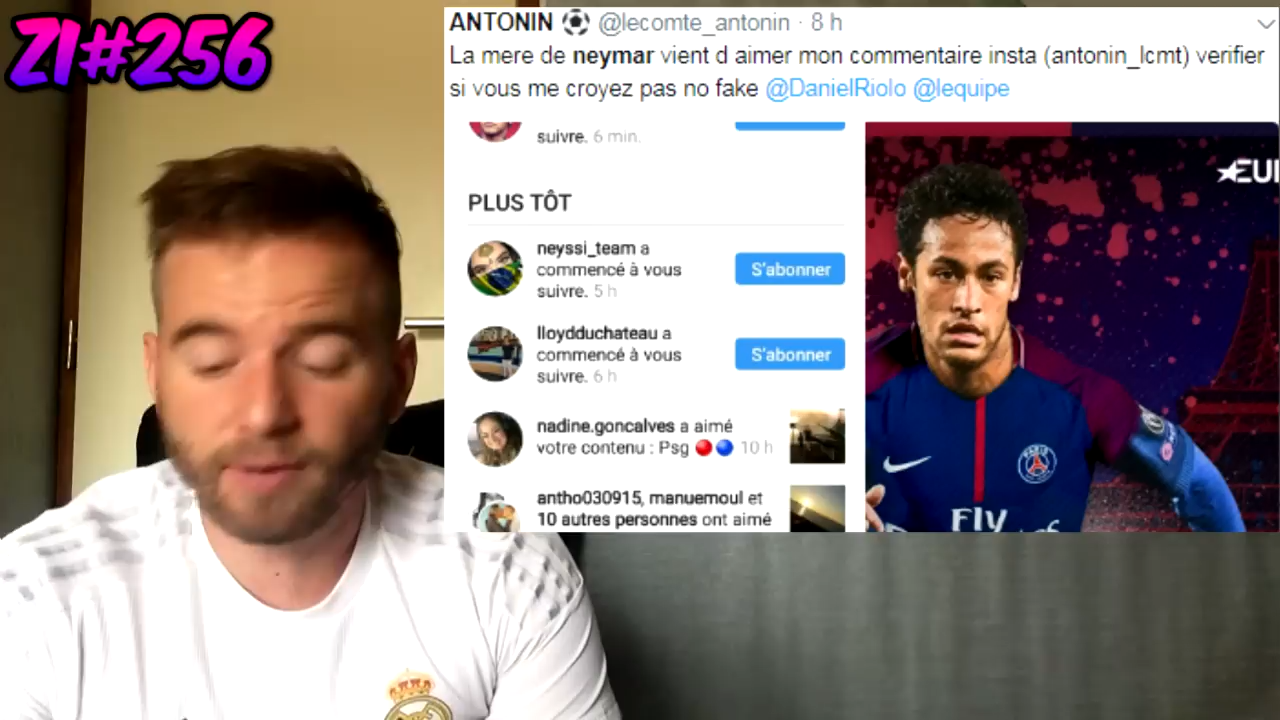 ZI#256
ANTONIN @lecomte_antonin · 8 h
La mere de neymar vient d aimer mon commentaire insta (antonin_lcmt) verifier
si vous me croyez pas no fake @DanielRiolo @lequipe
suivre. 6 min.
PLUS TÔT
neyssi_team a
commencé à vous
suivre. 5 h
S'abonner
lloydduchateau a
commencé à vous
suivre. 6 h
S'abonner
nadine.goncalves a aimé
votre contenu : Psg 🔴🔵 10 h
antho030915, manuemoul et
10 autres personnes ont aimé
EUI
PARIS
Fly